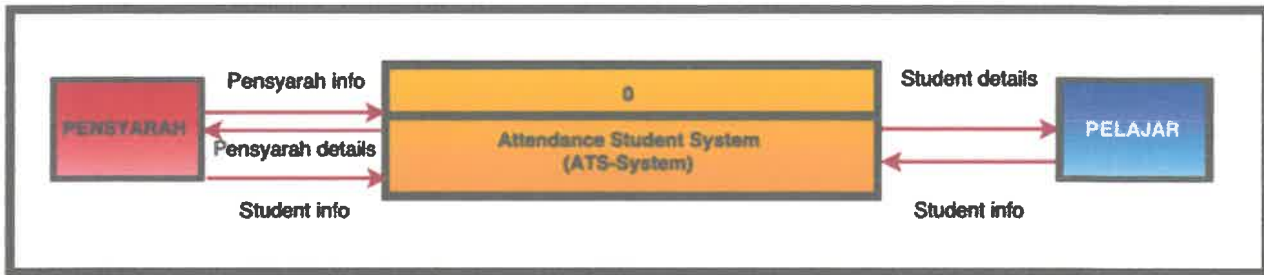 Pensyarah info
PENSYARAH
Pensyarah details
Student info
0
Attendance Student System
(ATS-System)
Student details
PELAJAR
Student info